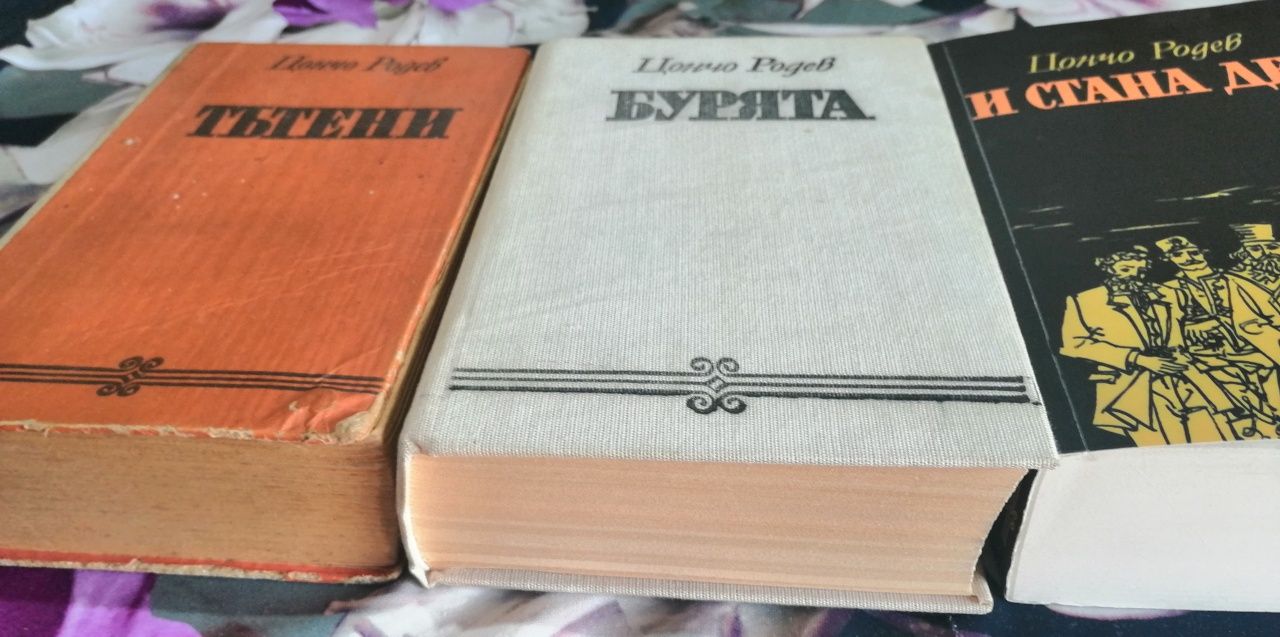 Цончо Родев
ТЪТЕНИ
Цончо Родев
БУРЯТА
Цончо Родев
И СТАНА